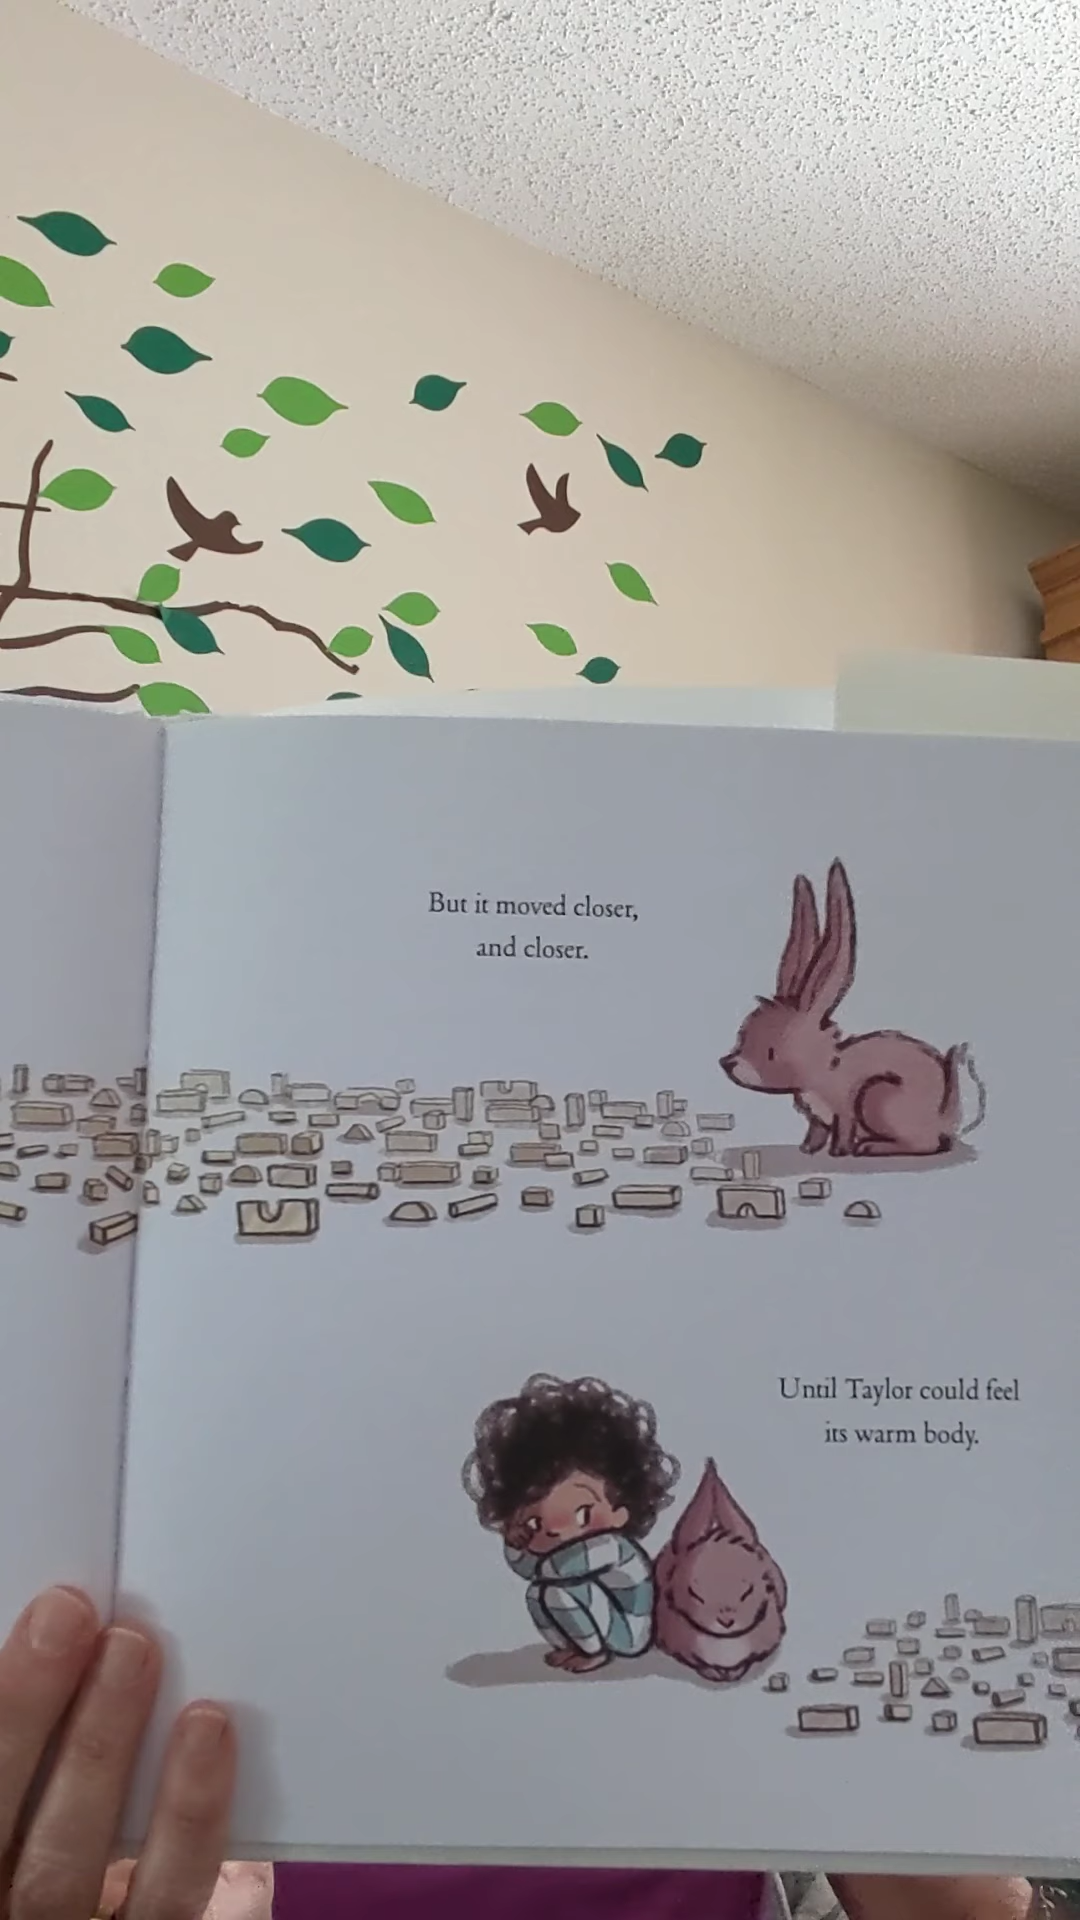 But it moved closer,
and closer.
Until Taylor could feel
its warm body.